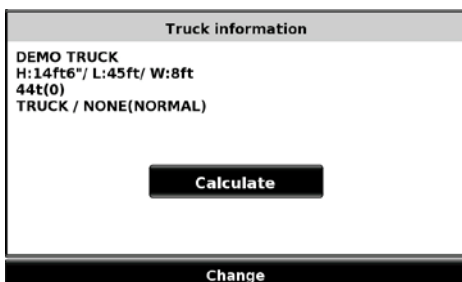 Truck information
DEMO TRUCK
H:14ft6"/ L:45ft/ W:8ft
44t(0)
TRUCK / NONE(NORMAL)
Calculate
Change